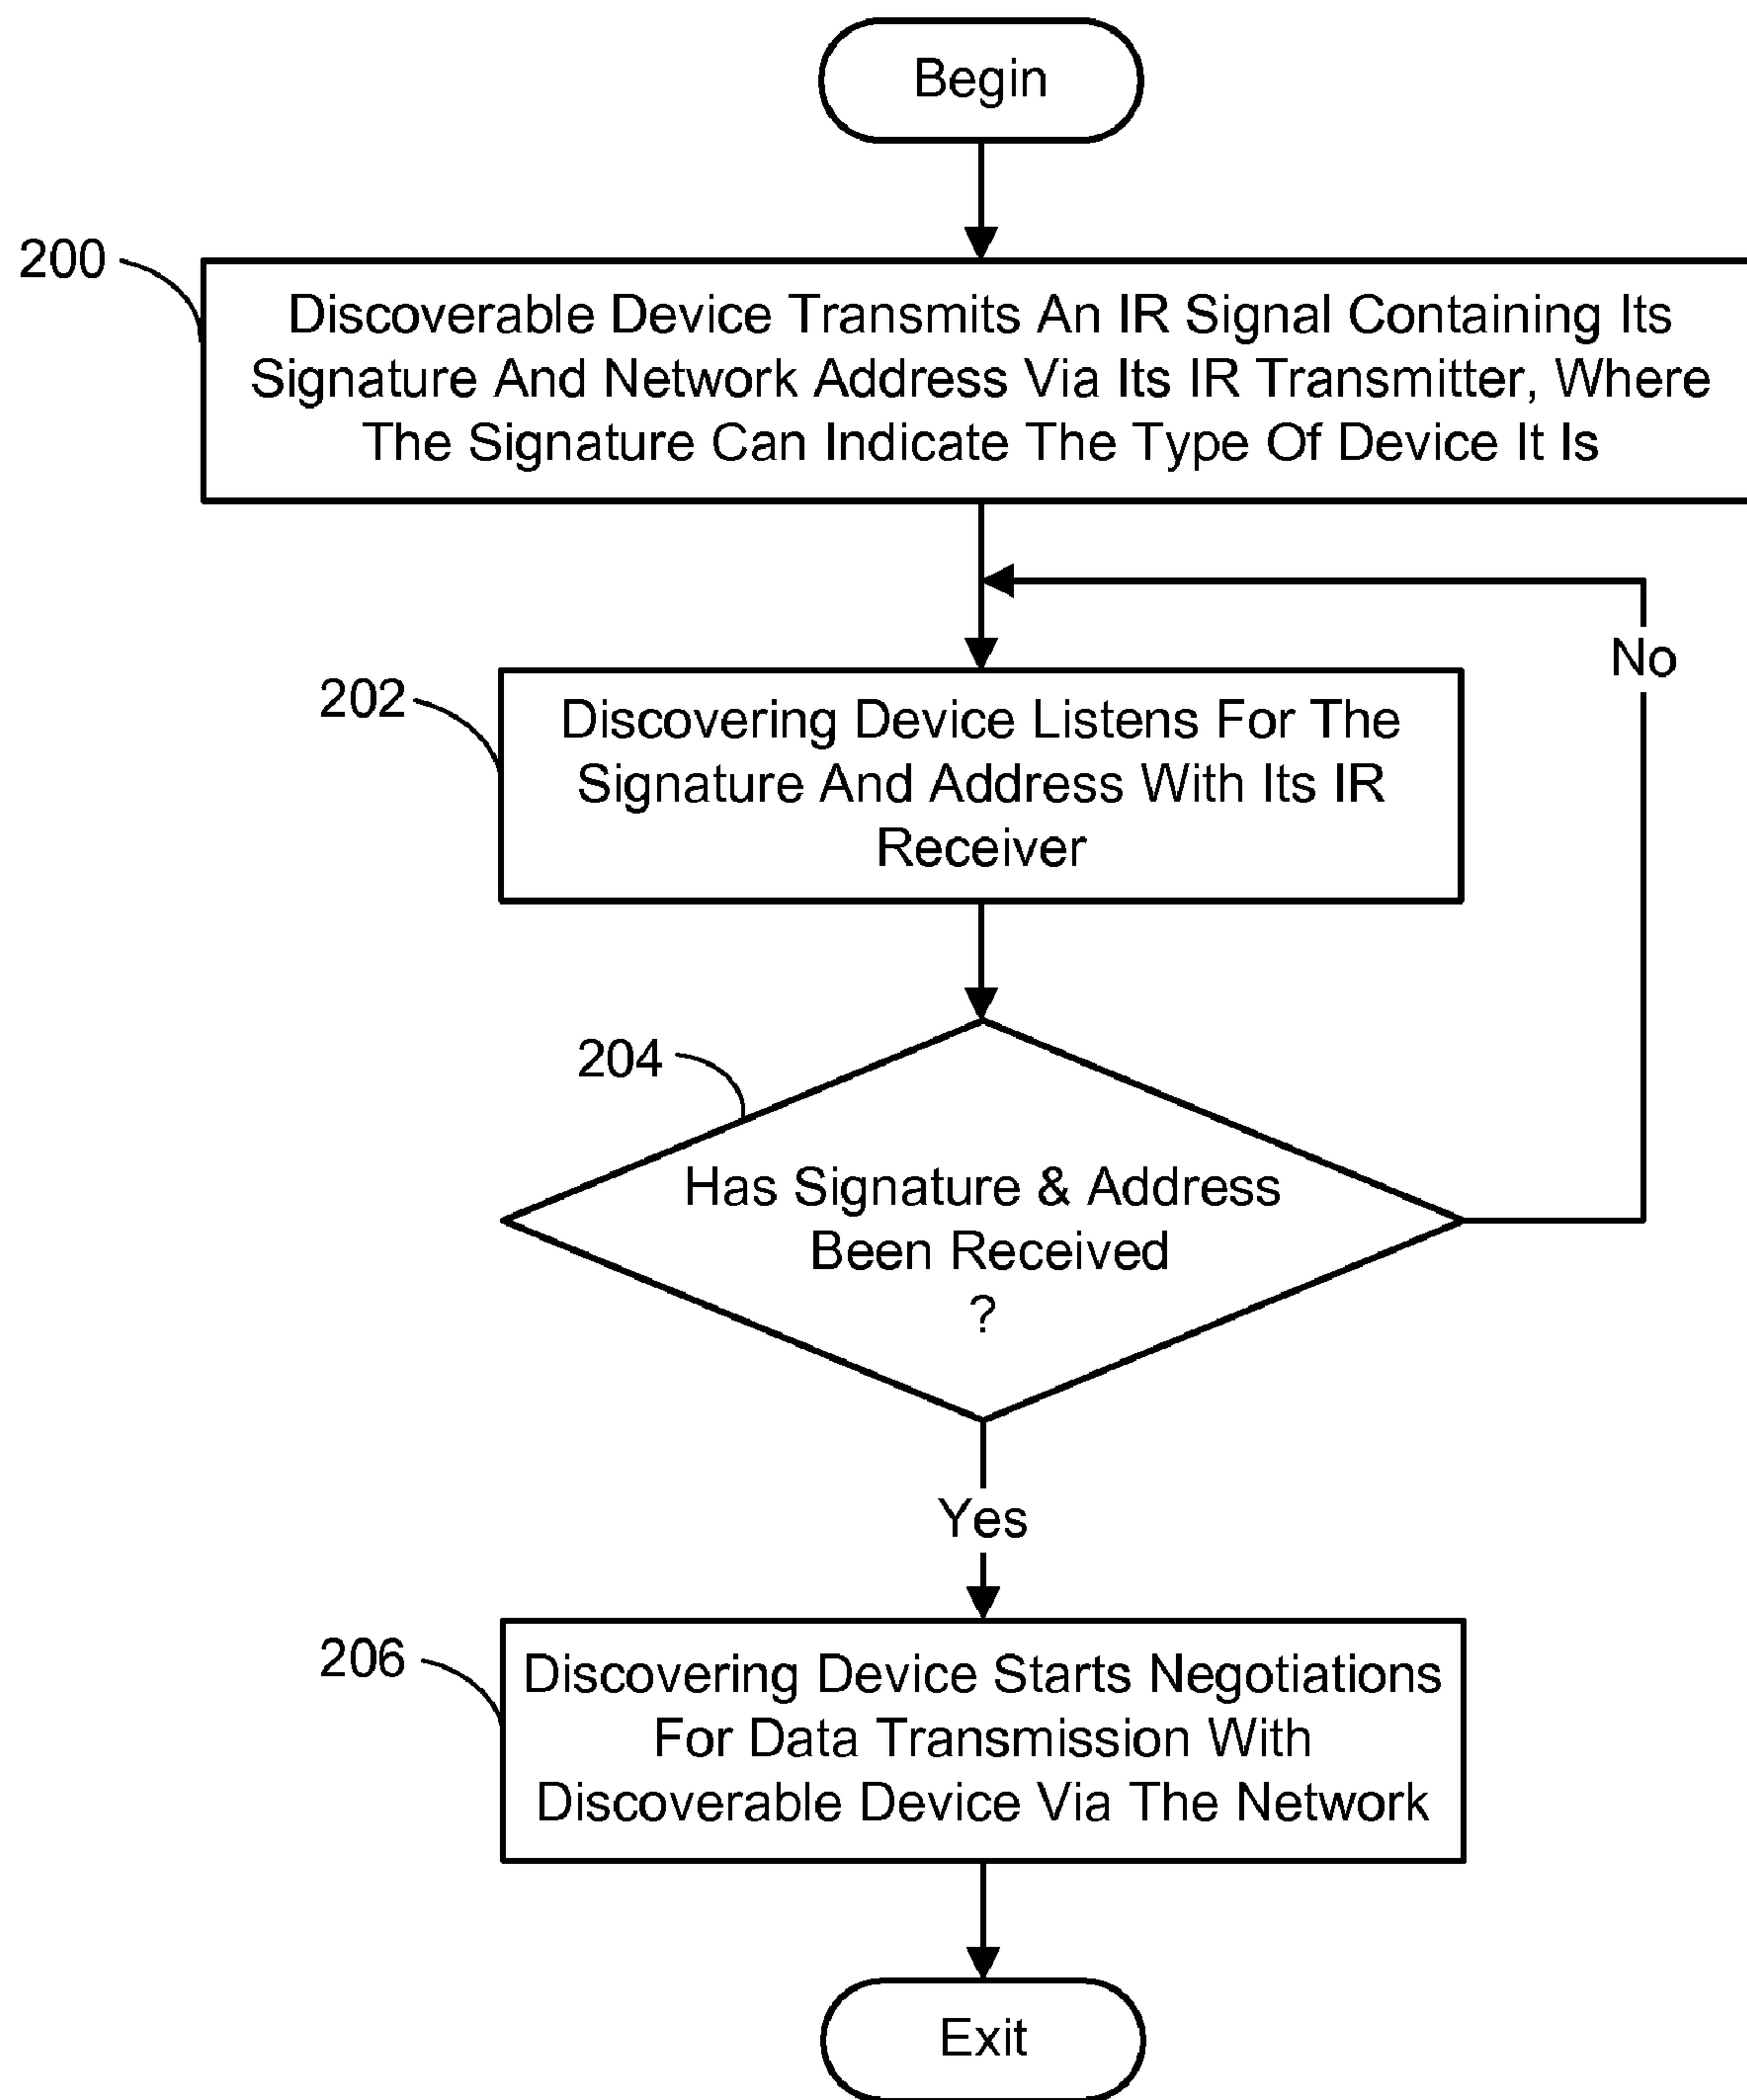 Begin
200
Discoverable Device Transmits An IR Signal Containing Its
Signature And Network Address Via Its IR Transmitter, Where
The Signature Can Indicate The Type Of Device It Is
No
202
Discovering Device Listens For The
Signature And Address With Its IR
Receiver
204
Has Signature & Address
Been Received
?
Yes
206
Discovering Device Starts Negotiations
For Data Transmission With
Discoverable Device Via The Network
Exit